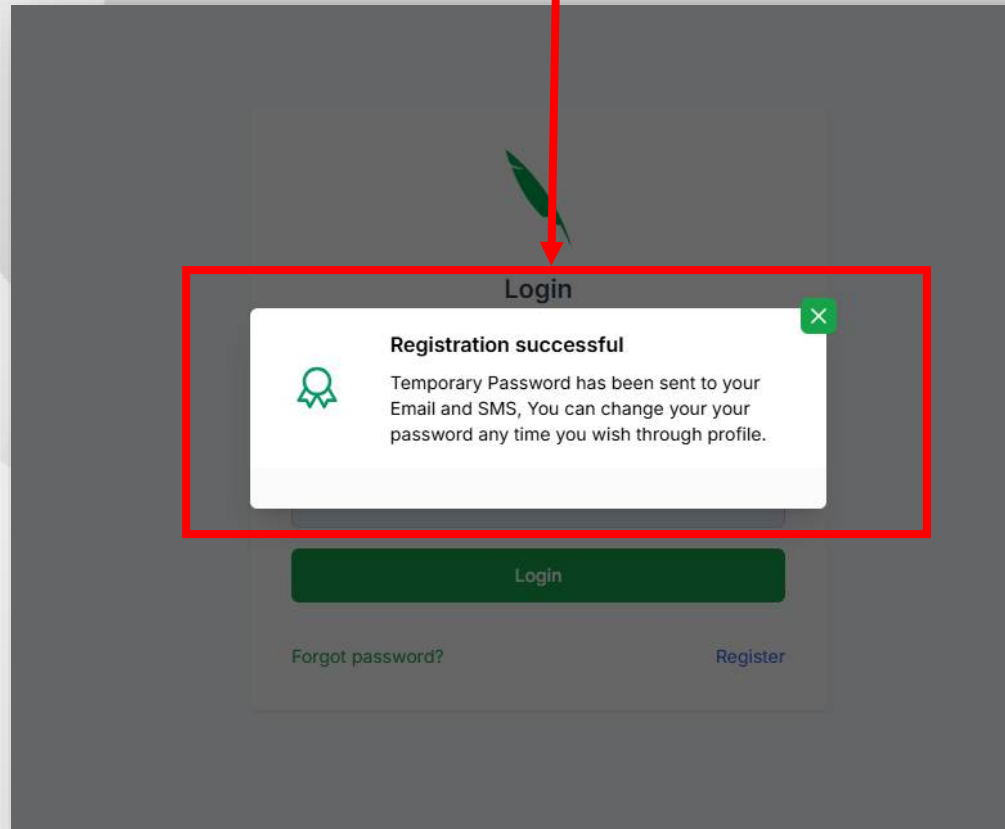 Login
Registration successful
Temporary Password has been sent to your
Email and SMS, You can change your your
password any time you wish through profile.
Login
Forgot password?
Register